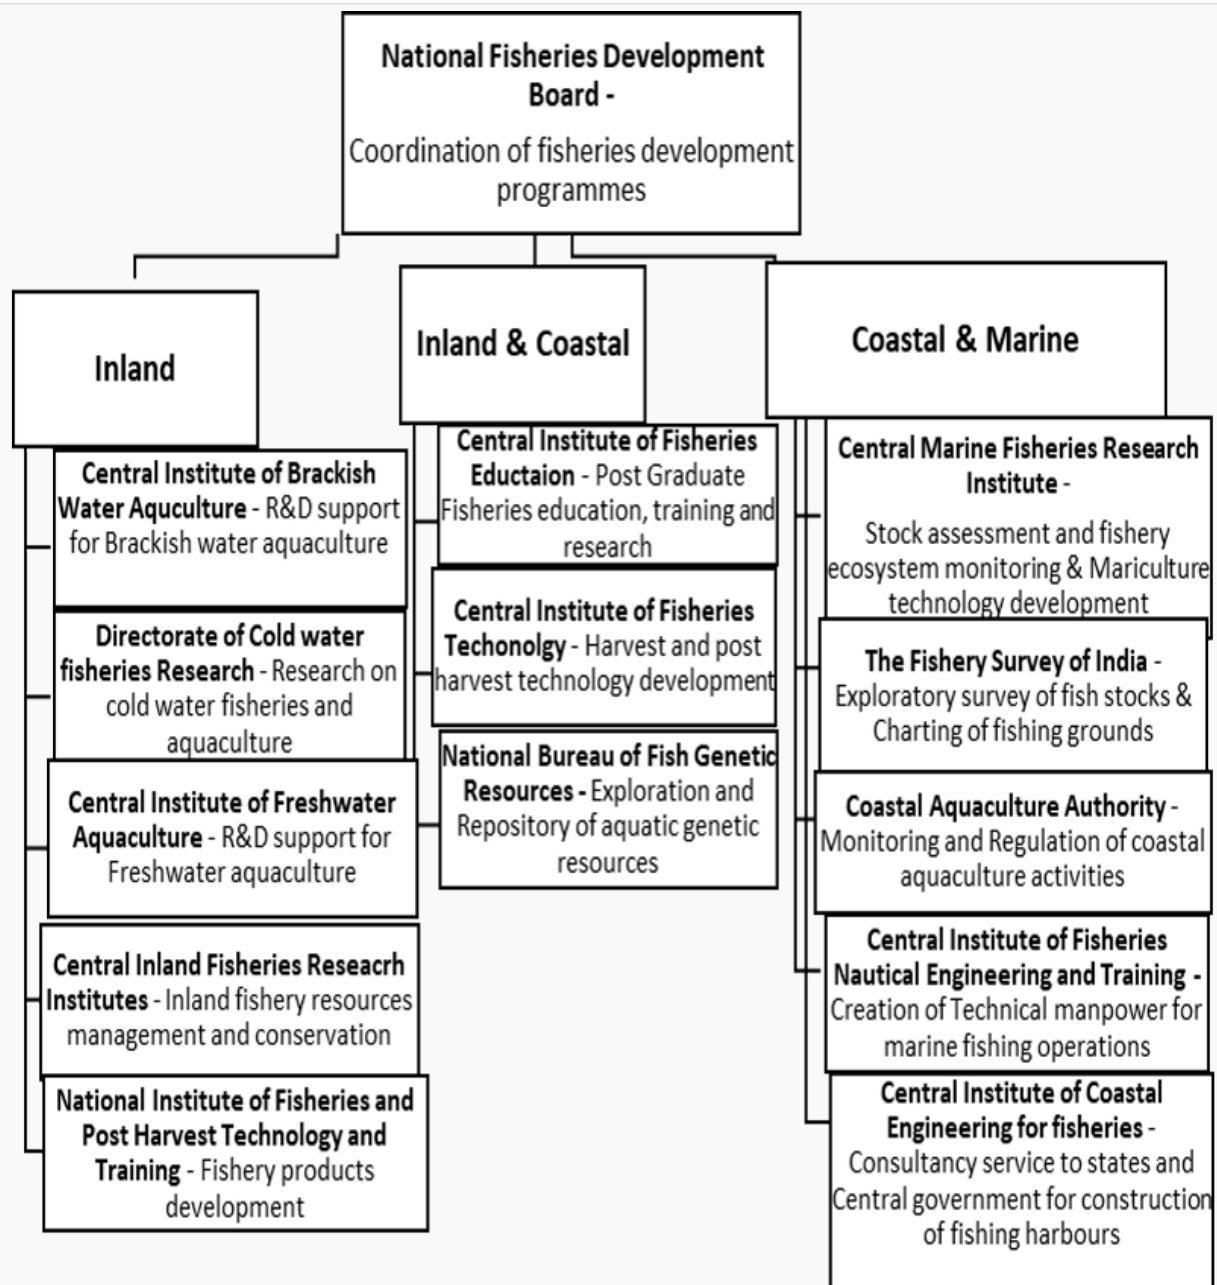 National Fisheries Development
Board -
Coordination of fisheries development
programmes
Inland
Central Institute of Brackish
Water Aquculture - R&D support
for Brackish water aquaculture
Directorate of Cold water
fisheries Research - Research on
cold water fisheries and
aquaculture
Central Institute of Freshwater
Aquaculture - R&D support for
Freshwater aquaculture
Central Inland Fisheries Reseacrh
Institutes - Inland fishery resources
management and conservation
National Institute of Fisheries and
Post Harvest Technology and
Training - Fishery products
development
Inland & Coastal
Central Institute of Fisheries
Eductaion - Post Graduate
Fisheries education, training and
research
Central Institute of Fisheries
Techonolgy - Harvest and post
harvest technology development
National Bureau of Fish Genetic
Resources - Exploration and
Repository of aquatic genetic
resources
Coastal & Marine
Central Marine Fisheries Research
Institute -
Stock assessment and fishery
ecosystem monitoring & Mariculture
technology development
The Fishery Survey of India -
Exploratory survey of fish stocks &
Charting of fishing grounds
Coastal Aquaculture Authority -
Monitoring and Regulation of coastal
aquaculture activities
Central Institute of Fisheries
Nautical Engineering and Training -
Creation of Technical manpower for
marine fishing operations
Central Institute of Coastal
Engineering for fisheries -
Consultancy service to states and
Central government for construction
of fishing harbours